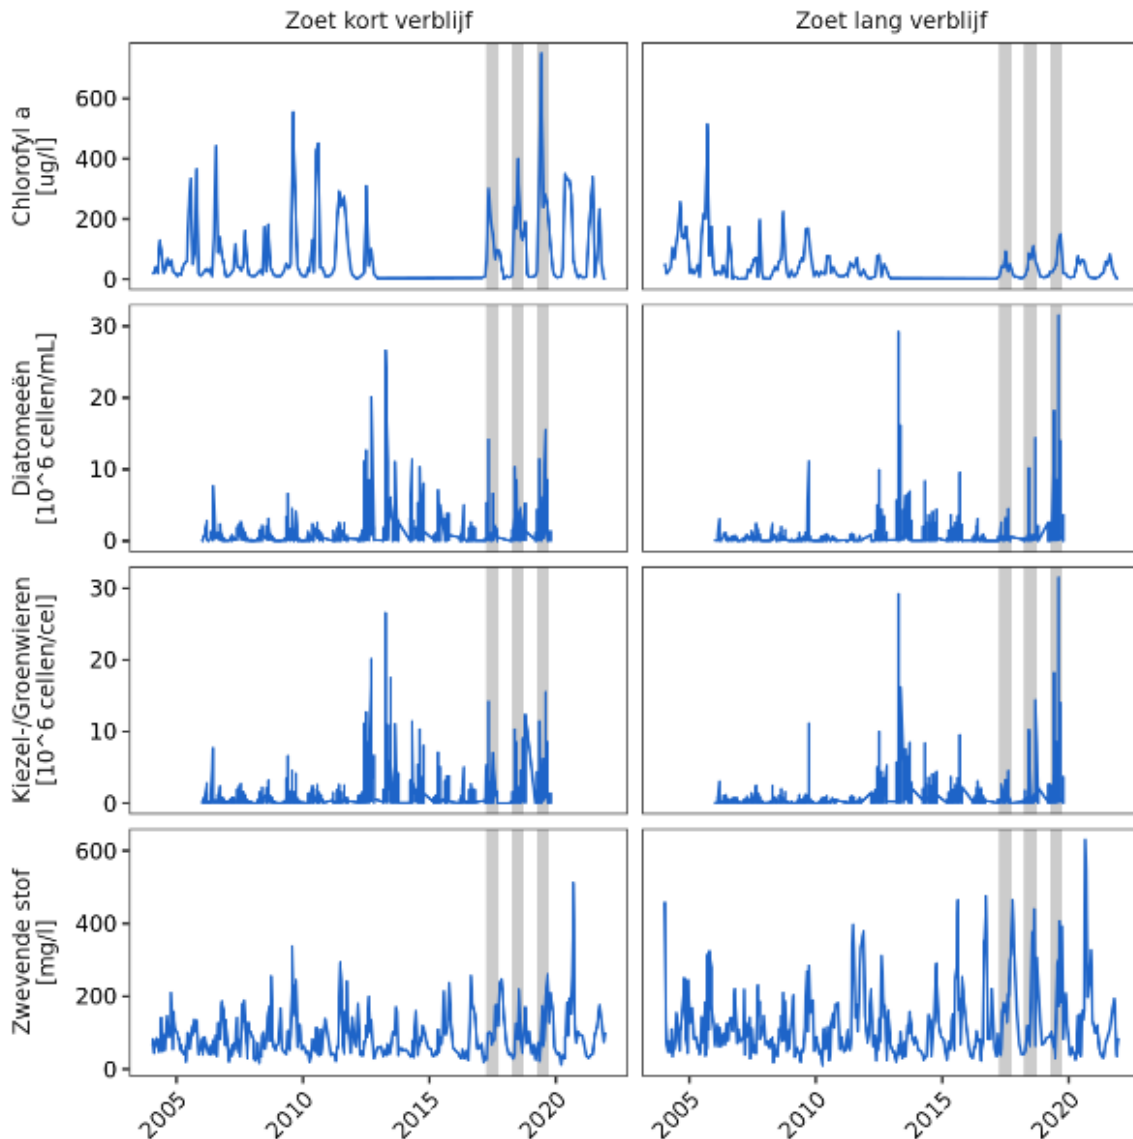 Zoet kort verblijf
Zoet lang verblijf
Chlorofyl a
[ug/l]
600
400
200
0
Diatomeeën
[10^6 cellen/mL]
30
20
10
0
Kiezel-/Groenwieren
[10^6 cellen/cel]
30
20
10
0
Zwevende stof
[mg/l]
600
400
200
0
2005
2010
2015
2020
2005
2010
2015
2020